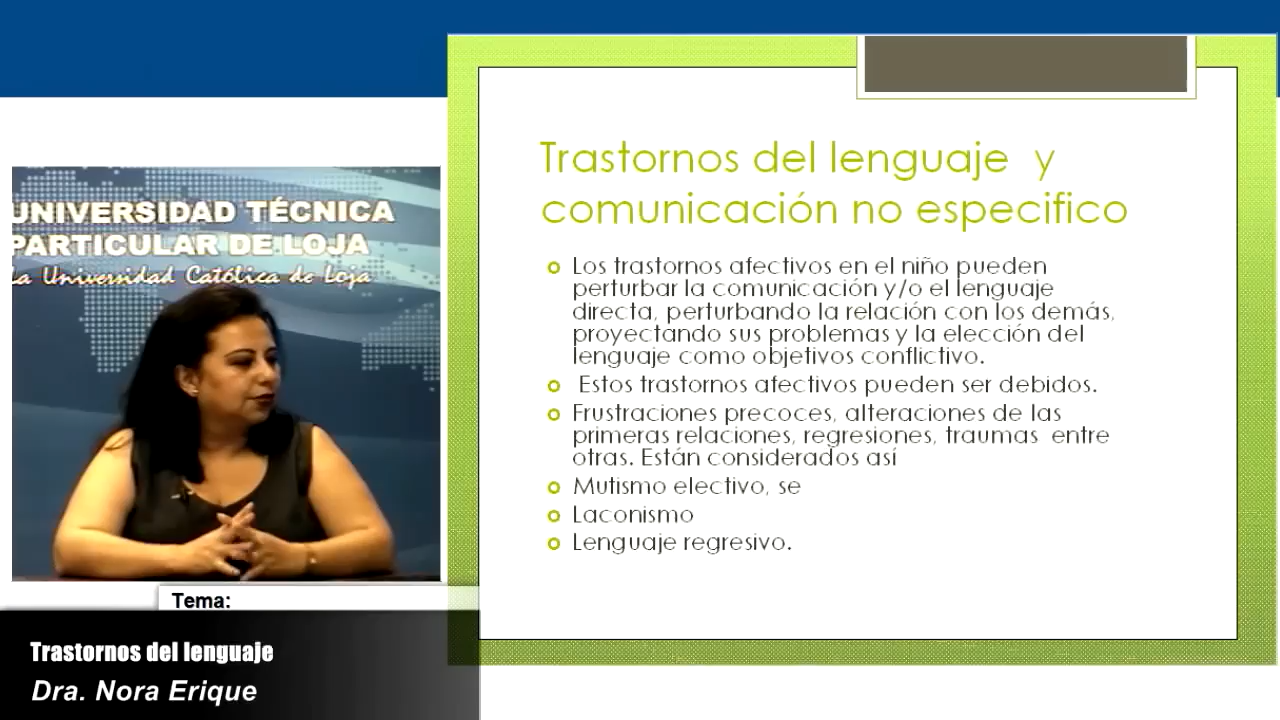 UNIVERSIDAD TÉCNICA
PARTICULAR DE LOJA
La Universidad Católica de Loja
Tema:
Trastornos del lenguaje
Dra. Nora Erique
Trastornos del lenguaje y
comunicación no especifico
Los trastornos afectivos en el niño pueden
perturbar la comunicación y/o el lenguaje
directa, perturbando la relación con los demás,
proyectando sus problemas y la elección del
lenguaje como objetivos conflictivo.
Estos trastornos afectivos pueden ser debidos.
Frustraciones precoces, alteraciones de las
primeras relaciones, regresiones, traumas entre
otras. Están considerados así
Mutismo electivo, se
Laconismo
Lenguaje regresivo.